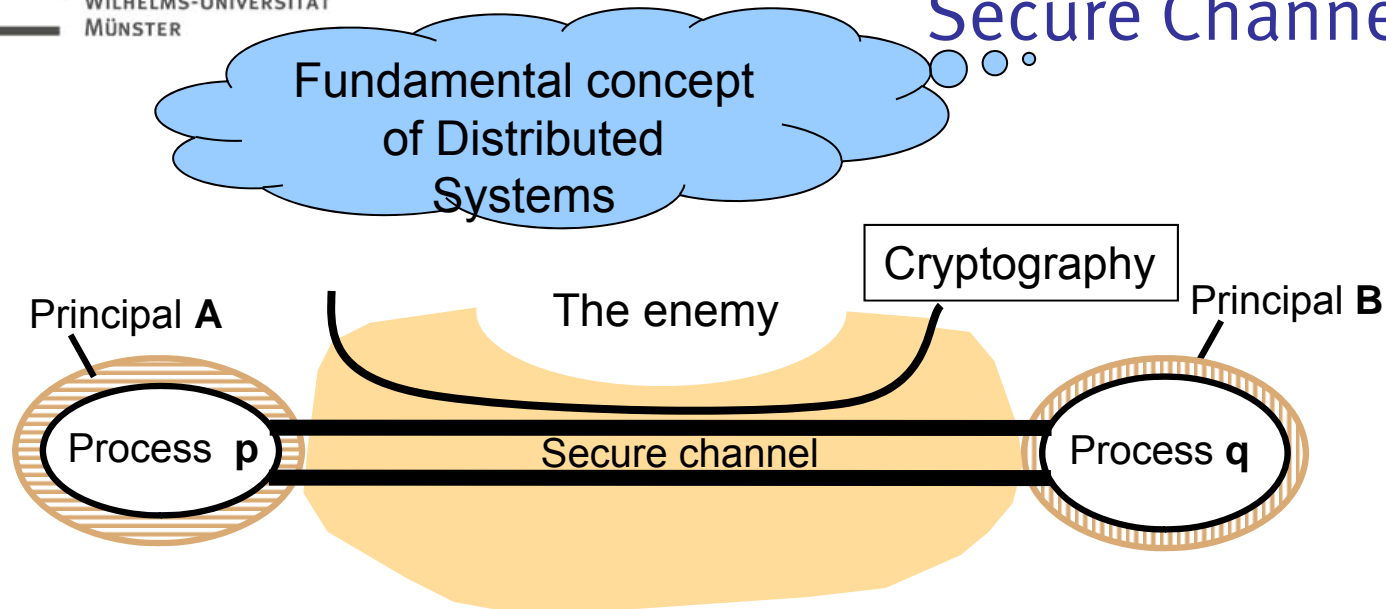 WILHELMS-UNIVERSITÄT
MÜNSTER
Secure Channe
Fundamental concept
of Distributed
Systems
Cryptography
The enemy
Principal A
Principal B
Process p
Secure channel
Process q